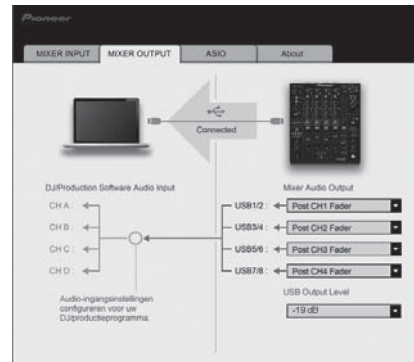 Pioneer
MIXER INPUT
MIXER OUTPUT
ASIO
About
Connected
DJ/Production Software Audio Input
Mixer Audio Output
CH A :
CH B :
CH C :
CH D :
USB1/2 :
Post CH1 Fader
USB3/4 :
Post CH2 Fader
USB5/6 :
Post CH3 Fader
USB7/8 :
Post CH4 Fader
Audio-ingangsinstellingen
configureren voor uw
DJ/productieprogramma.
USB Output Level
-19 dB